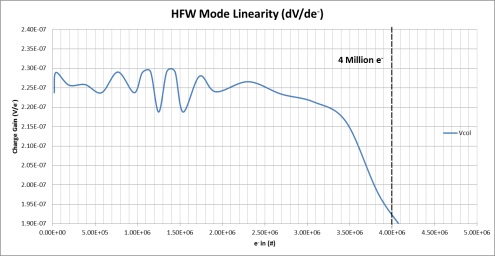 HFW Mode Linearity (dV/de-)
2.40E-07
2.35E-07
2.30E-07
2.25E-07
2.20E-07
2.15E-07
2.10E-07
2.05E-07
2.00E-07
1.95E-07
1.90E-07
Charge Gain (V/e-)
4 Million e-
Vcol
0.00E+00
5.00E+05
1.00E+06
1.50E+06
2.00E+06
2.50E+06
3.00E+06
3.50E+06
4.00E+06
4.50E+06
5.00E+06
e- in (#)